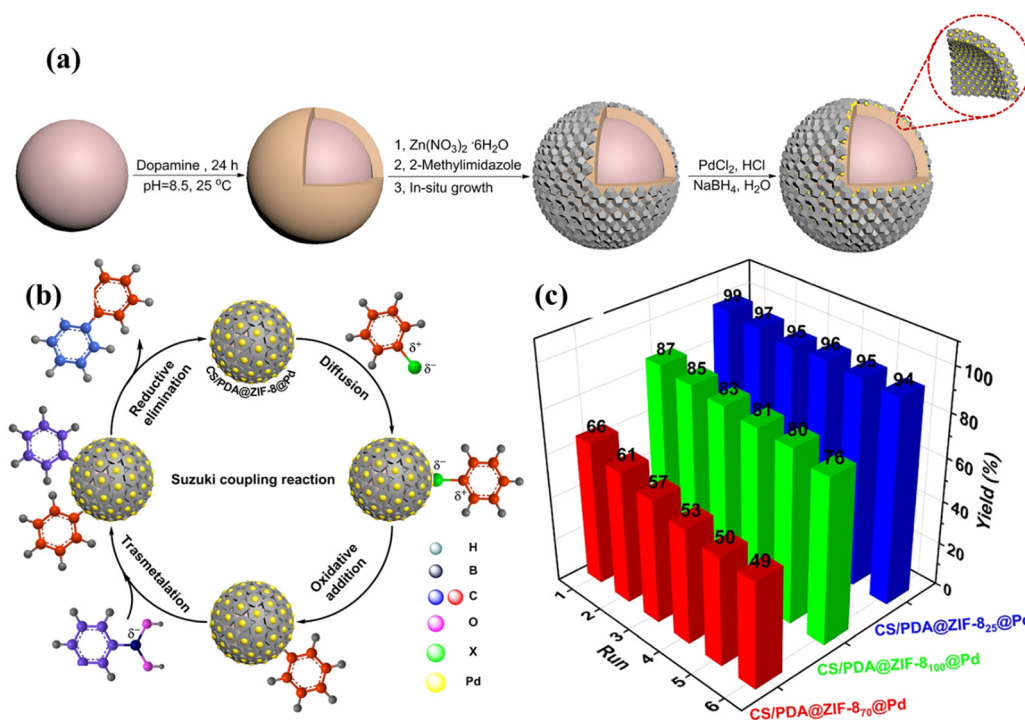 (a)
Dopamine , 24 h
pH=8.5, 25 °C
1, Zn(NO3)2 ·6H2O
2, 2-Methylimidazole
3, In-situ growth
PdCl2, HCl
NaBH4, H2O
(b)
CS/PDA@ZIF-8@Pd
Diffusion
δ+
δ−
Reductive
elimination
Suzuki coupling reaction
δ−
δ+
Oxidative
addition
Trasmetalation
δ−
H
B
C
O
X
Pd
(c)
99
97
95
96
95
94
87
85
83
81
80
76
66
61
57
53
50
49
100
80
60
40
20
0
Yield (%)
1
2
3
4
5
6
Run
CS/PDA@ZIF-825@Pd
CS/PDA@ZIF-8100@Pd
CS/PDA@ZIF-870@Pd